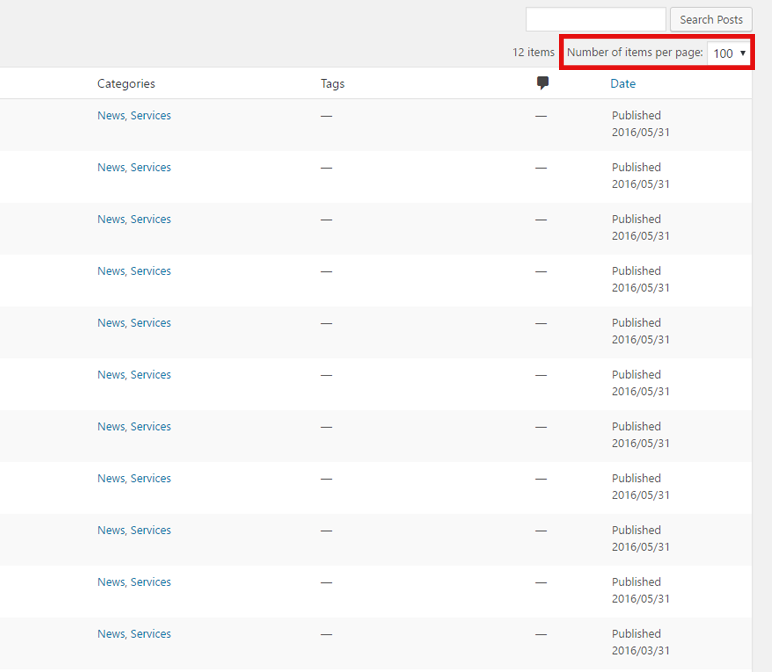 Search Posts
12 items Number of items per page: 100
Categories Tags Date
News, Services — — Published
2016/05/31
News, Services — — Published
2016/05/31
News, Services — — Published
2016/05/31
News, Services — — Published
2016/05/31
News, Services — — Published
2016/05/31
News, Services — — Published
2016/05/31
News, Services — — Published
2016/05/31
News, Services — — Published
2016/05/31
News, Services — — Published
2016/05/31
News, Services — — Published
2016/05/31
News, Services — — Published
2016/03/31